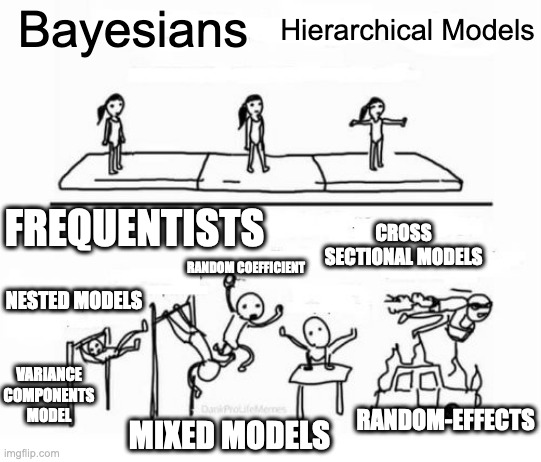 Bayesians
Hierarchical Models
FREQUENTISTS
CROSS
SECTIONAL MODELS
RANDOM COEFFICIENT
NESTED MODELS
VARIANCE
COMPONENTS
MODEL
DankProLifeMemes
RANDOM-EFFECTS
MIXED MODELS
imgflip.com